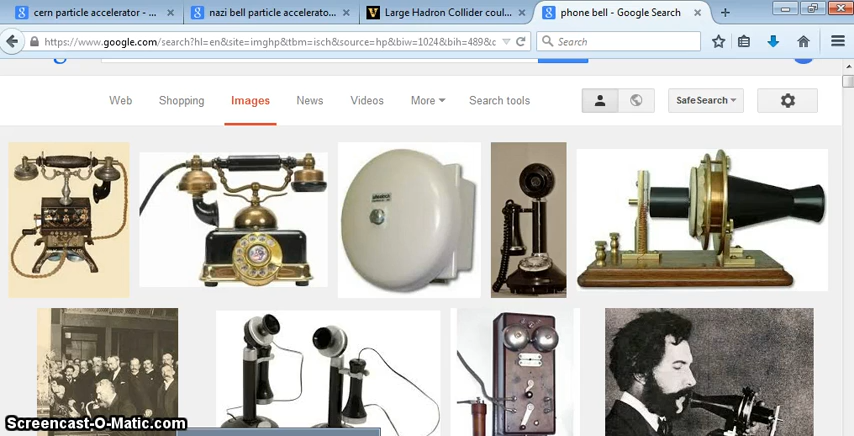 cern particle accelerator - ...
nazi bell particle accelerato...
Large Hadron Collider coul...
phone bell - Google Search
https://www.google.com/search?hl=en&site=imghp&tbm=isch&source=hp&biw=1024&bih=489&
Search
Web
Shopping
Images
News
Videos
More
Search tools
SafeSearch
Screencast-O-Matic.com